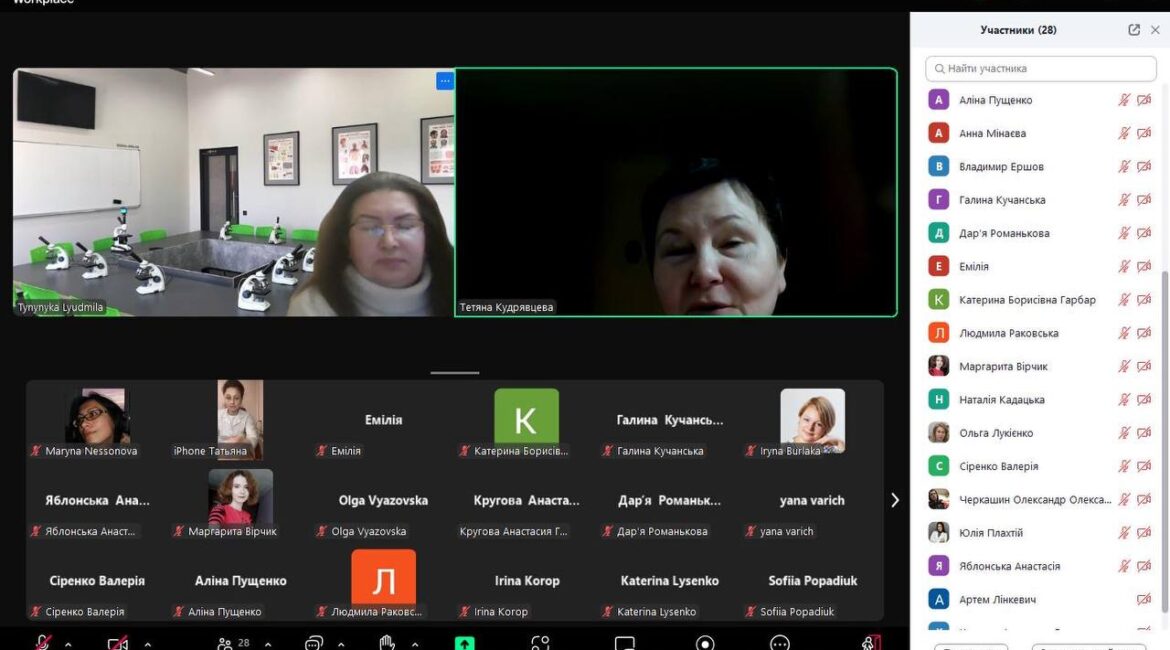 Workplace
Участники (28)
Найти участника
А Аліна Пущенко
А Анна Мінаєва
В Владимир Ершов
Г Галина Кучанська
Д Дар'я Романькова
Е Емілія
К Катерина Борисівна Гарбар
Л Людмила Раковська
Маргарита Вірчик
Н Наталія Кадацька
Ольга Лукієнко
С Сіренко Валерія
Черкашин Олександр Олекса...
Юлія Плахтій
Я Яблонська Анастасія
А Артем Лінкевич
Tynynyka Lyudmila
Тетяна Кудрявцева
Maryna Nessonova
iPhone Татьяна
Емілія
Емілія
К
Катерина Борисів...
Галина Кучансь...
Галина Кучанська
Iryna Burlaka
Яблонська Ана...
Яблонська Анаст...
Маргарита Вірчик
Olga Vyazovska
Olga Vyazovska
Кругова Анаста...
Кругова Анастасия Г...
Дар'я Романьк...
Дар'я Романькова
yana varich
yana varich
Сіренко Валерія
Сіренко Валерія
Аліна Пущенко
Аліна Пущенко
Л
Людмила Раковс...
Irina Korop
Irina Korop
Katerina Lysenko
Katerina Lysenko
Sofiia Popadiuk
Sofiia Popadiuk
28